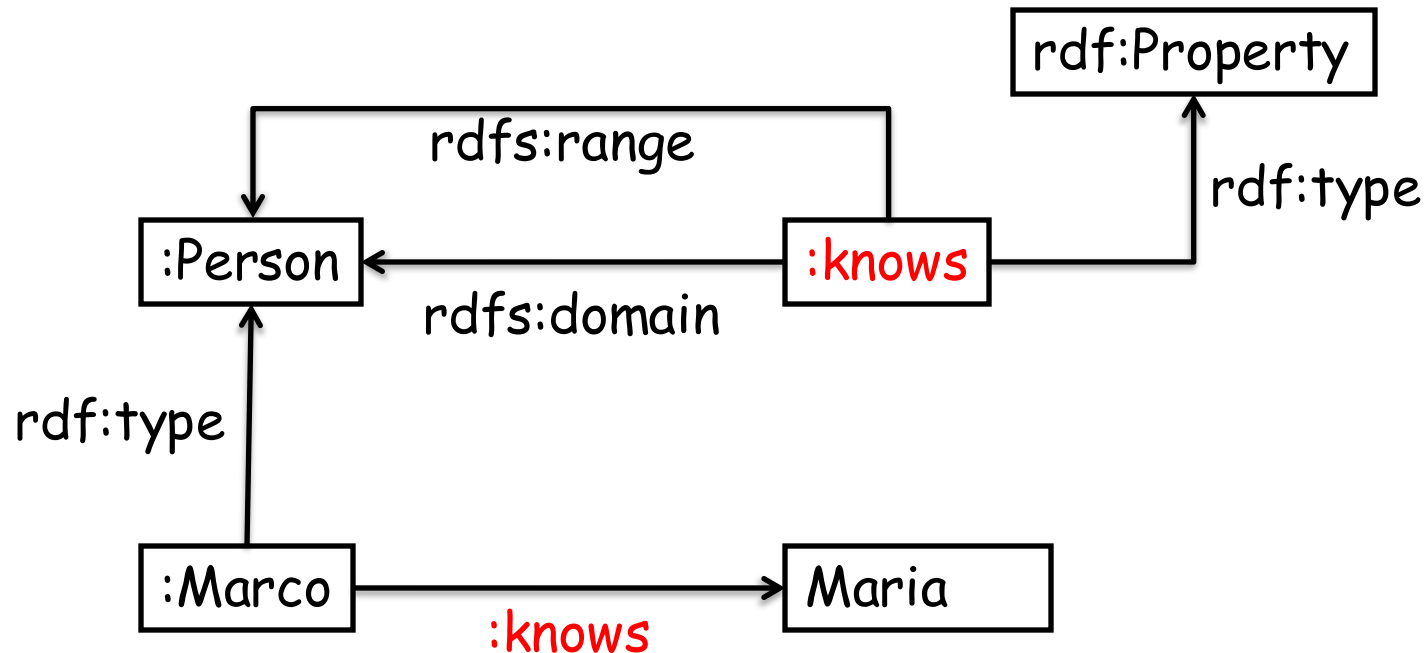 rdf:Property
rdfs:range
rdf:type
:Person
:knows
rdfs:domain
rdf:type
:Marco
Maria
:knows